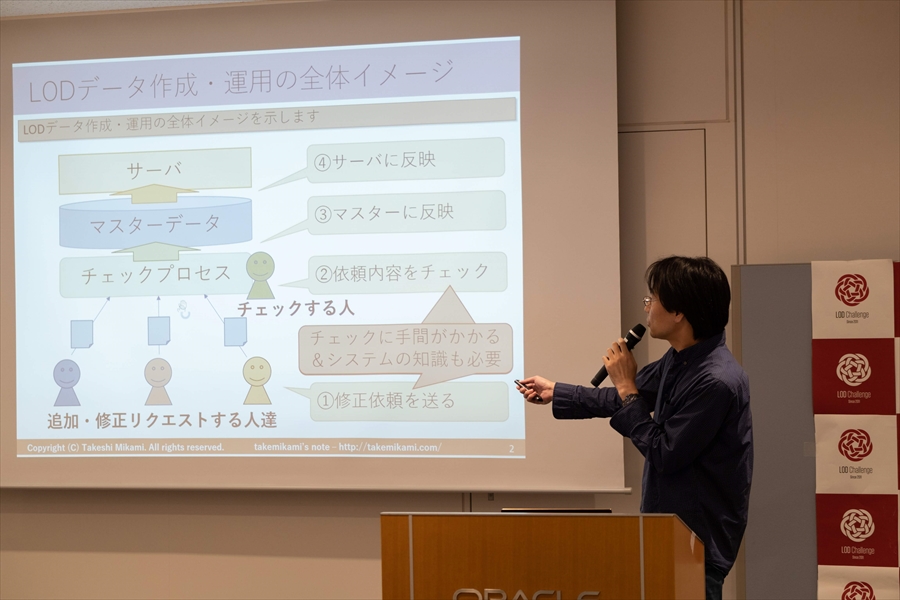 LODデータ作成・運用の全体イメージ
LODデータ作成・運用の全体イメージを示します
サーバ
④サーバに反映
マスターデータ
③マスターに反映
チェックプロセス
②依頼内容をチェック
チェックする人
チェックに手間がかかる
&システムの知識も必要
①修正依頼を送る
追加・修正リクエストする人達
Copyright (C) Takeshi Mikami. All rights reserved.
takemikami's note – http://takemikami.com/
2
LOD Challenge
LOD Challenge
LOD Challenge
LOD Challenge
ORACLE